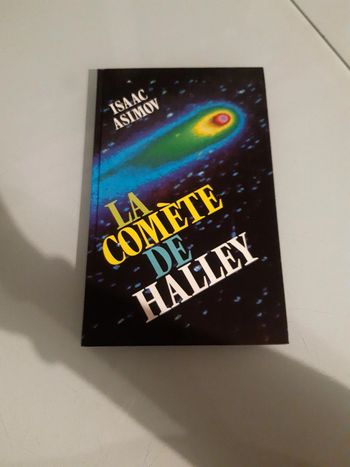 ISAAC
ASIMOV
LA
COMÈTE
DE
HALLEY